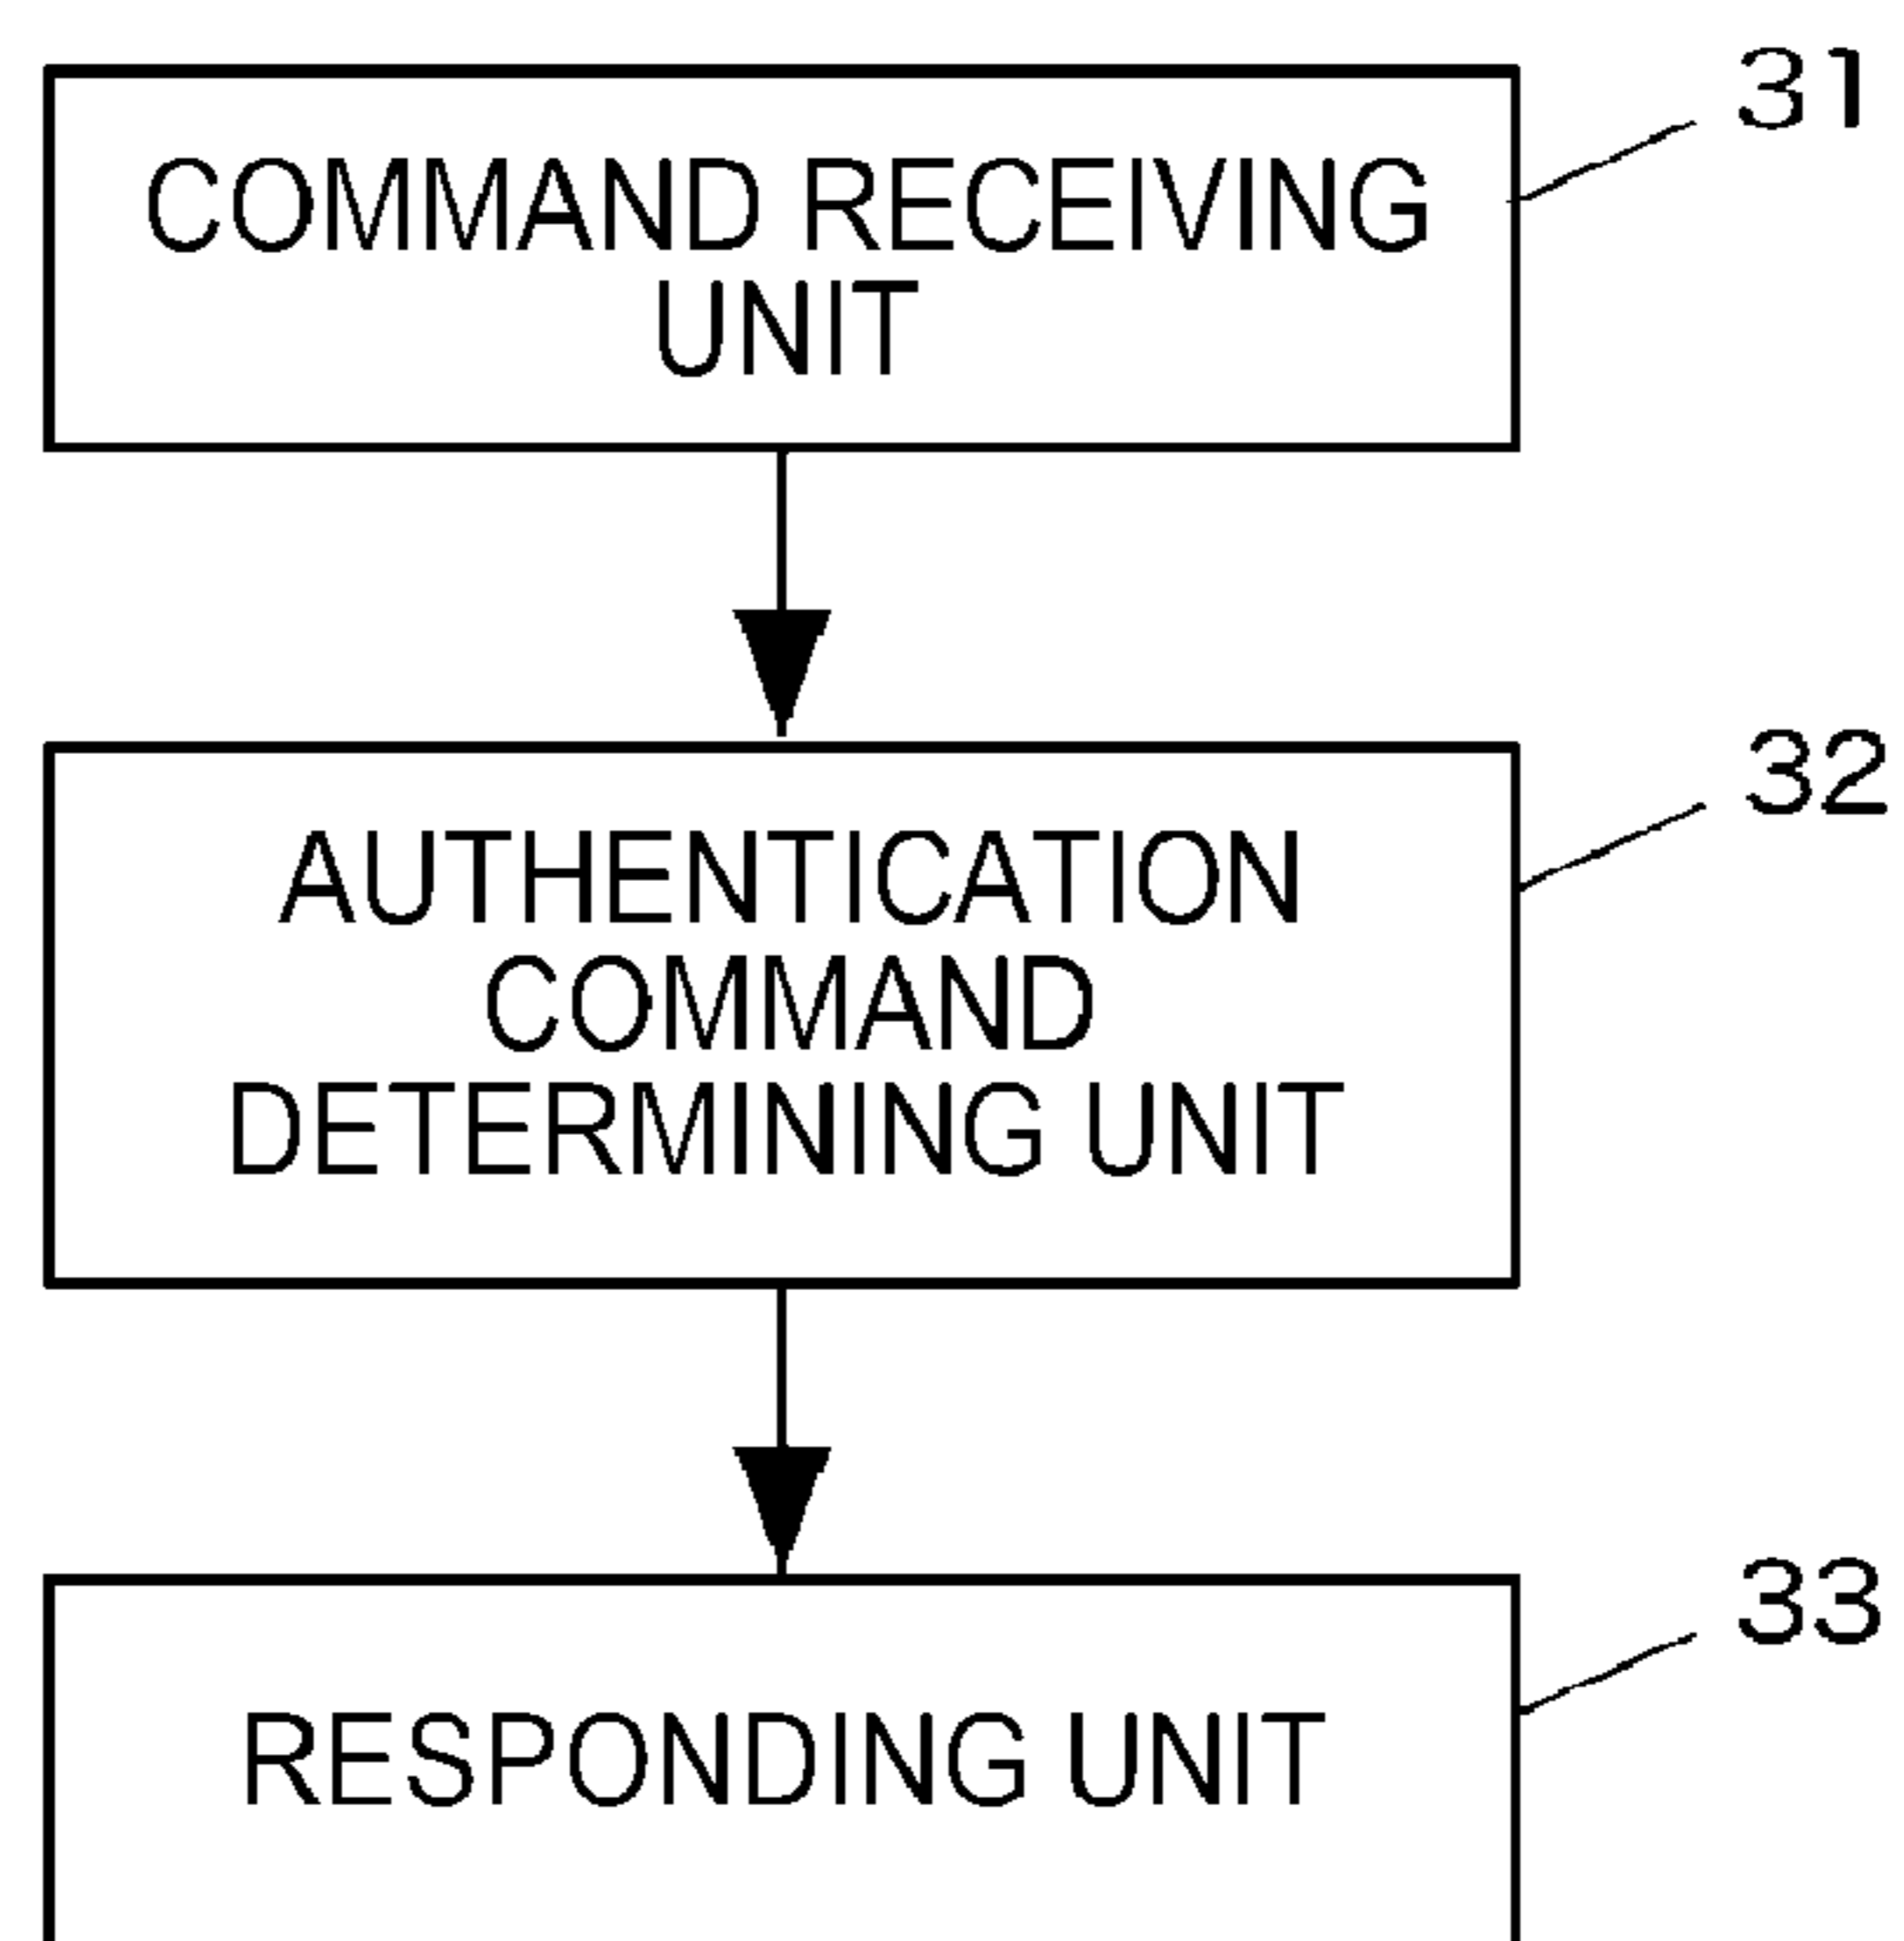 31
COMMAND RECEIVING
UNIT
32
AUTHENTICATION
COMMAND
DETERMINING UNIT
33
RESPONDING UNIT